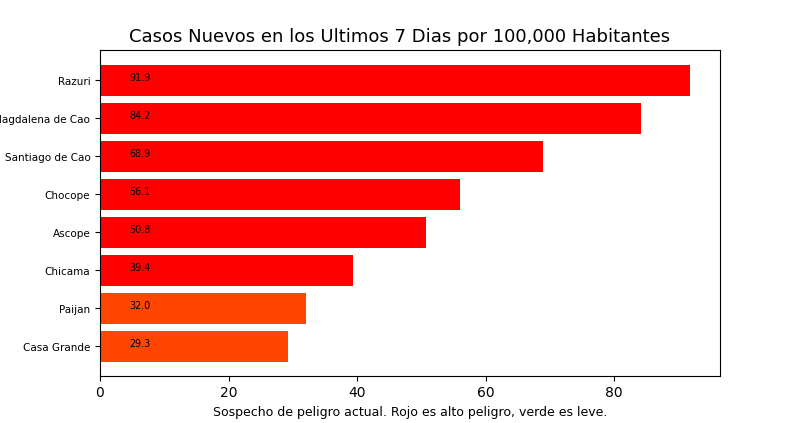 Casos Nuevos en los Ultimos 7 Dias por 100,000 Habitantes
Razuri 91.9
agdalena de Cao 84.2
Santiago de Cao 68.9
Chocope 56.1
Ascope 50.8
Chicama 39.4
Paijan 32.0
Casa Grande 29.3
0 20 40 60 80
Sospecho de peligro actual. Rojo es alto peligro, verde es leve.